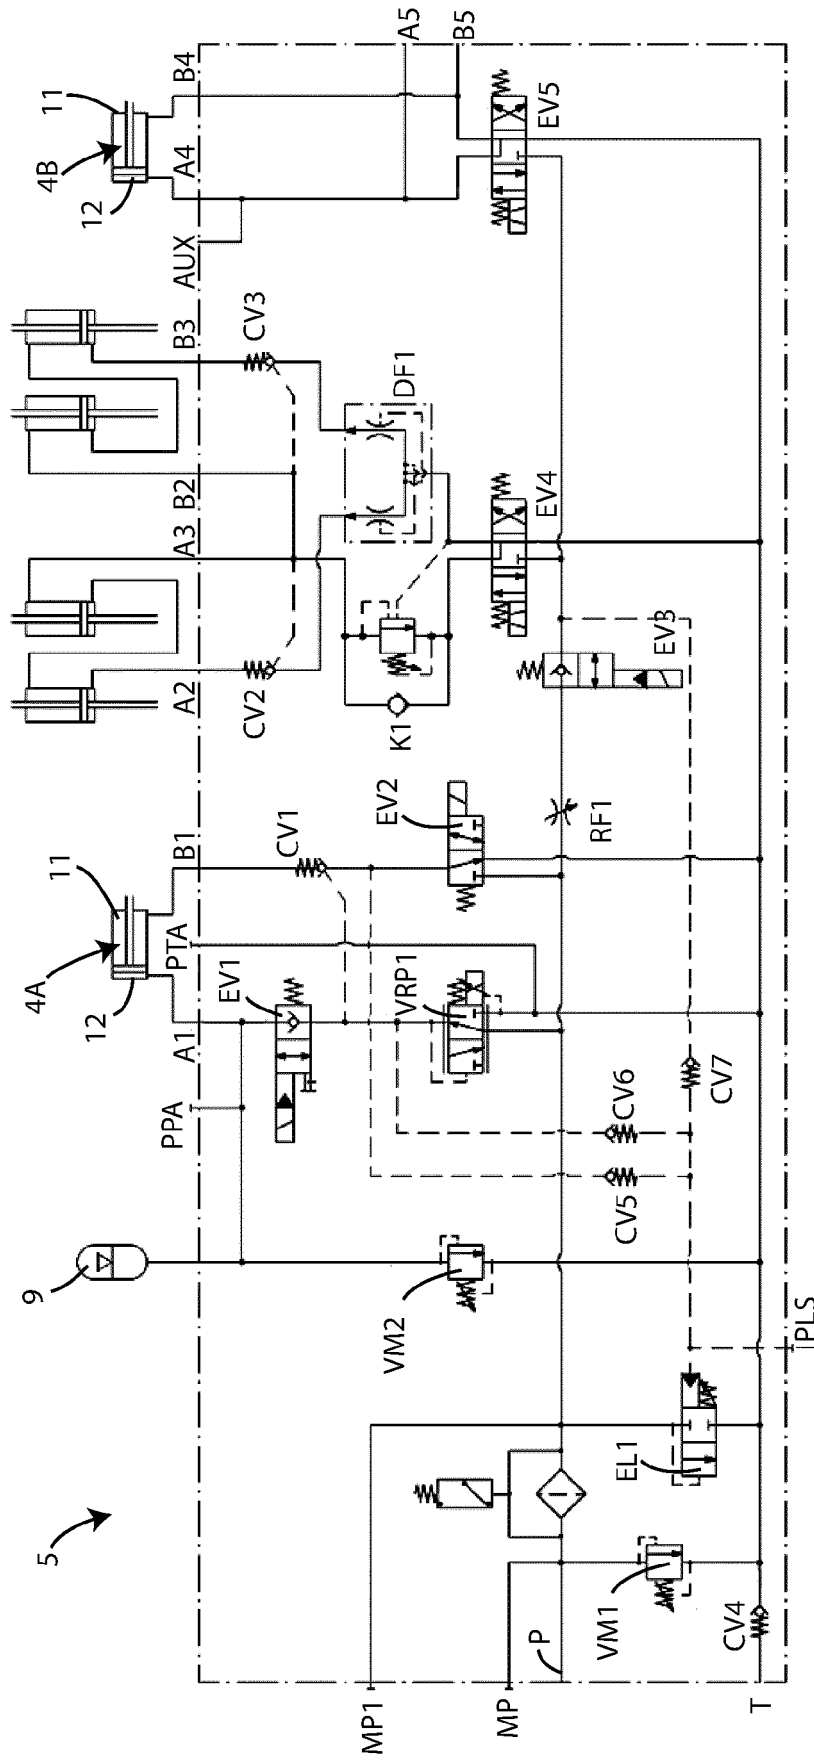 5
9
4A
11
12
4B
11
12
PPA
A1
PTA
B1
A2
A3
B2
B3
AUX
A4
B4
A5
B5
EV1
CV1
CV2
CV3
DF1
K1
EV2
VRP1
VM2
EV4
EV5
RF1
EV3
CV5
CV6
CV7
EL1
VM1
CV4
PLS
MP1
MP
P
T